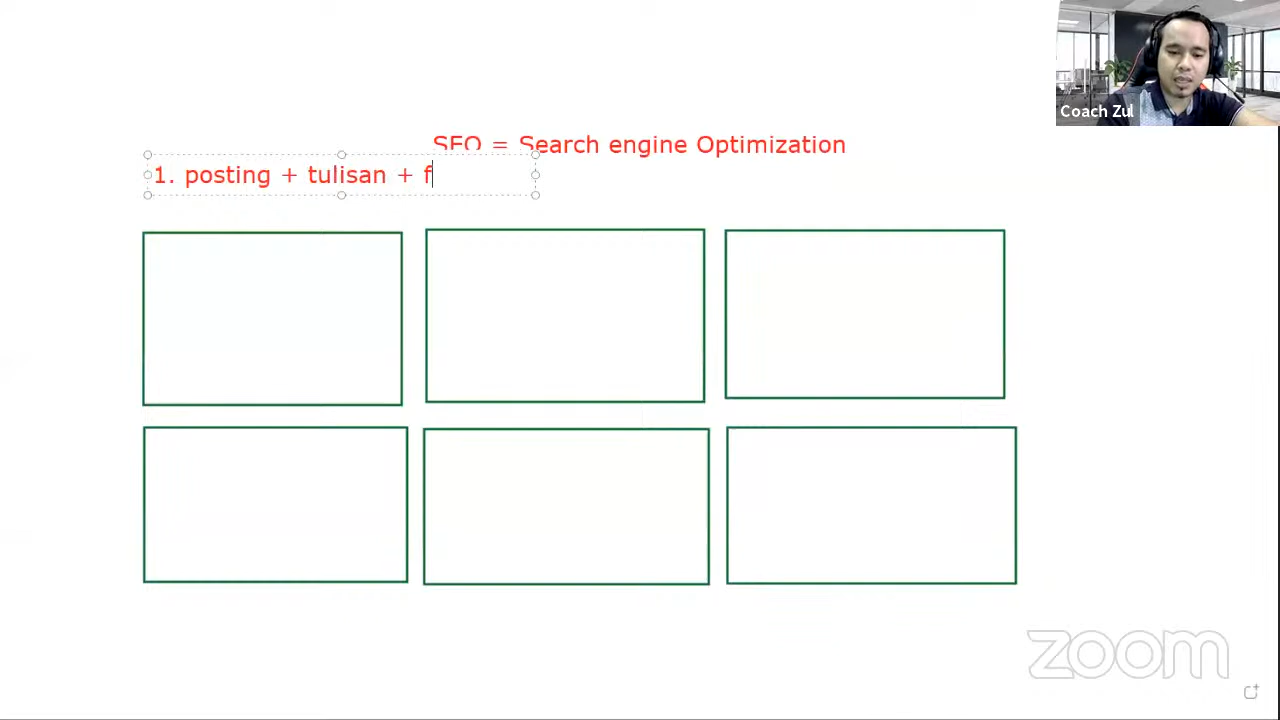 Coach Zul
SEO = Search engine Optimization
1. posting + tulisan + f
zoom